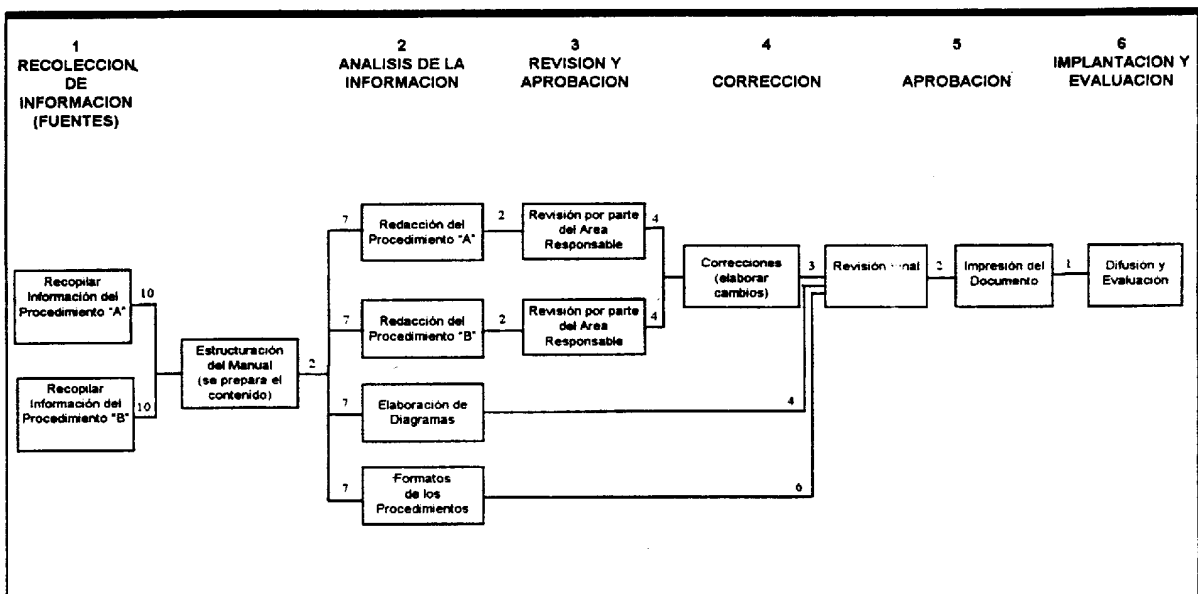 1
RECOLECCION,
DE
INFORMACION
(FUENTES)
2
ANALISIS DE LA
INFORMACION
3
REVISION Y
APROBACION
4
CORRECCION
5
APROBACION
6
IMPLANTACION Y
EVALUACION
Recopilar
Información del
Procedimiento "A"
10
Recopilar
Información del
Procedimiento "B"
10
Estructuración
del Manual
(se prepara el
contenido)
2
7
Redacción del
Procedimiento "A"
2
Revisión por parte
del Area
Responsable
4
7
Redacción del
Procedimiento "B"
2
Revisión por parte
del Area
Responsable
4
7
Elaboración de
Diagramas
4
7
Formatos
de los
Procedimientos
6
Correcciones
(elaborar
cambios)
3
Revisión
2
Impresión del
Documento
1
Difusión y
Evaluación